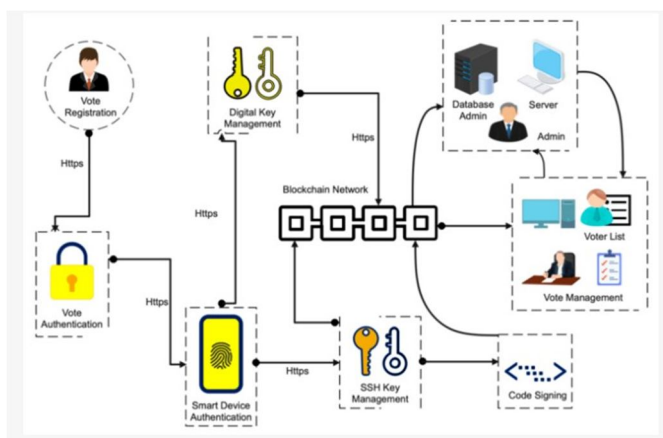 Vote
Registration
Https
Vote
Authentication
Https
Smart Device
Authentication
Https
Digital Key
Management
Https
Blockchain Network
Https
SSH Key
Management
Code Signing
Database
Admin
Server
Admin
Voter List
Vote Management